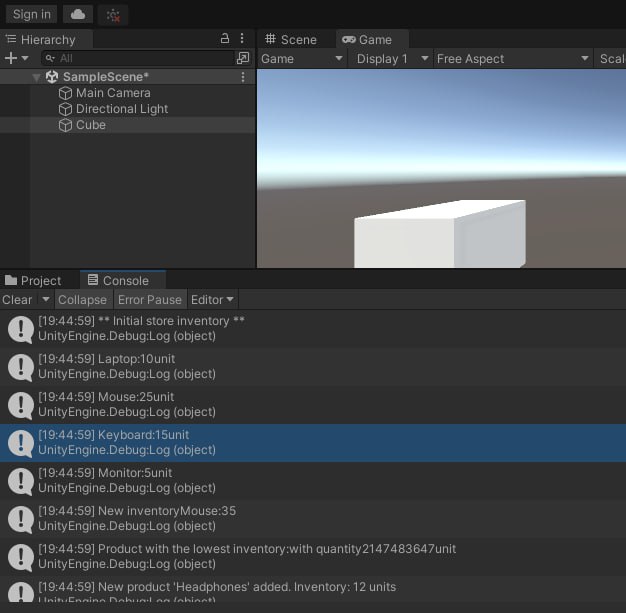 Sign in
Hierarchy
All
SampleScene*
Main Camera
Directional Light
Cube
Scene
Game
Game
Display 1
Free Aspect
Scal
Project
Console
Clear
Collapse
Error Pause
Editor
[19:44:59] ** Initial store inventory **
UnityEngine.Debug:Log (object)
[19:44:59] Laptop:10unit
UnityEngine.Debug:Log (object)
[19:44:59] Mouse:25unit
UnityEngine.Debug:Log (object)
[19:44:59] Keyboard:15unit
UnityEngine.Debug:Log (object)
[19:44:59] Monitor:5unit
UnityEngine.Debug:Log (object)
[19:44:59] New inventoryMouse:35
UnityEngine.Debug:Log (object)
[19:44:59] Product with the lowest inventory:with quantity2147483647unit
UnityEngine.Debug:Log (object)
[19:44:59] New product 'Headphones' added. Inventory: 12 units
UnityEngine.Debug:Log (object)